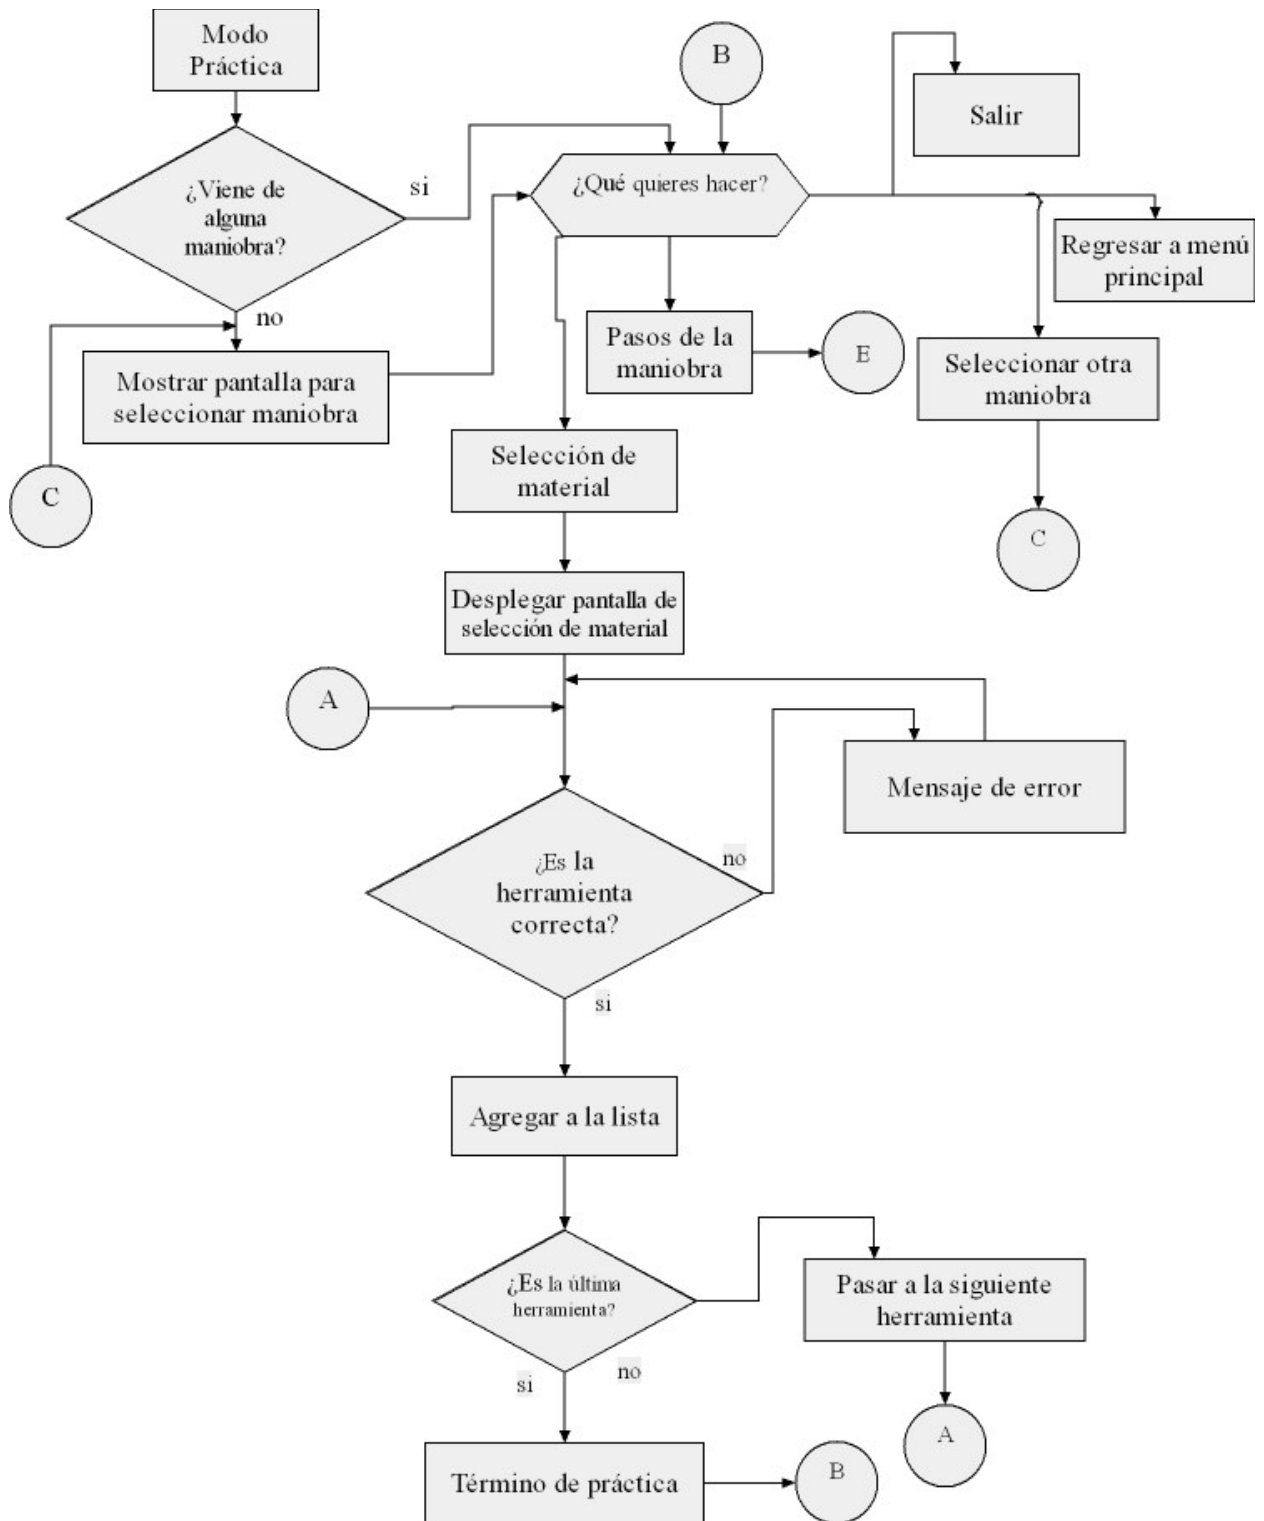 Modo
Práctica
B
Salir
¿Viene de
alguna
maniobra?
si
¿Qué quieres hacer?
Regresar a menú
principal
no
Mostrar pantalla para
seleccionar maniobra
Pasos de la
maniobra
E
Seleccionar otra
maniobra
C
Selección de
material
C
Desplegar pantalla de
selección de material
A
Mensaje de error
¿Es la
herramienta
correcta?
no
si
Agregar a la lista
¿Es la última
herramienta?
Pasar a la siguiente
herramienta
si
no
A
Término de práctica
B